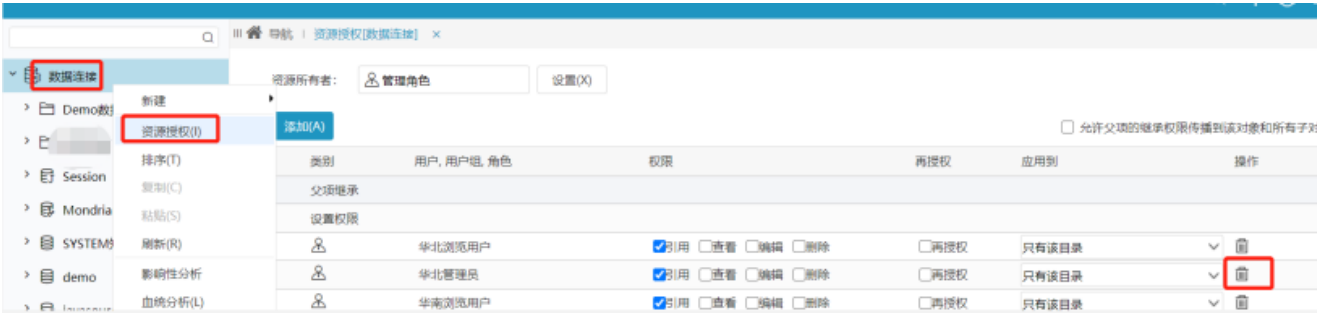 导航 | 资源授权[数据连接] ×
数据连接
资源所有者： 管理角色 设置(X)
Demo数
新建
资源授权(I)
添加(A)
允许父项的继承权限传播到该对象和所有子对
排序(T)
类别 用户, 用户组, 角色 权限 再授权 应用到 操作
Session
复制(C)
父项继承
Mondria
粘贴(S)
设置权限
SYSTEM
刷新(R)
华北浏览用户 引用 查看 编辑 删除 再授权 只有该目录
demo
影响性分析
华北管理员 引用 查看 编辑 删除 再授权 只有该目录
血统分析(L)
华南浏览用户 引用 查看 编辑 删除 再授权 只有该目录